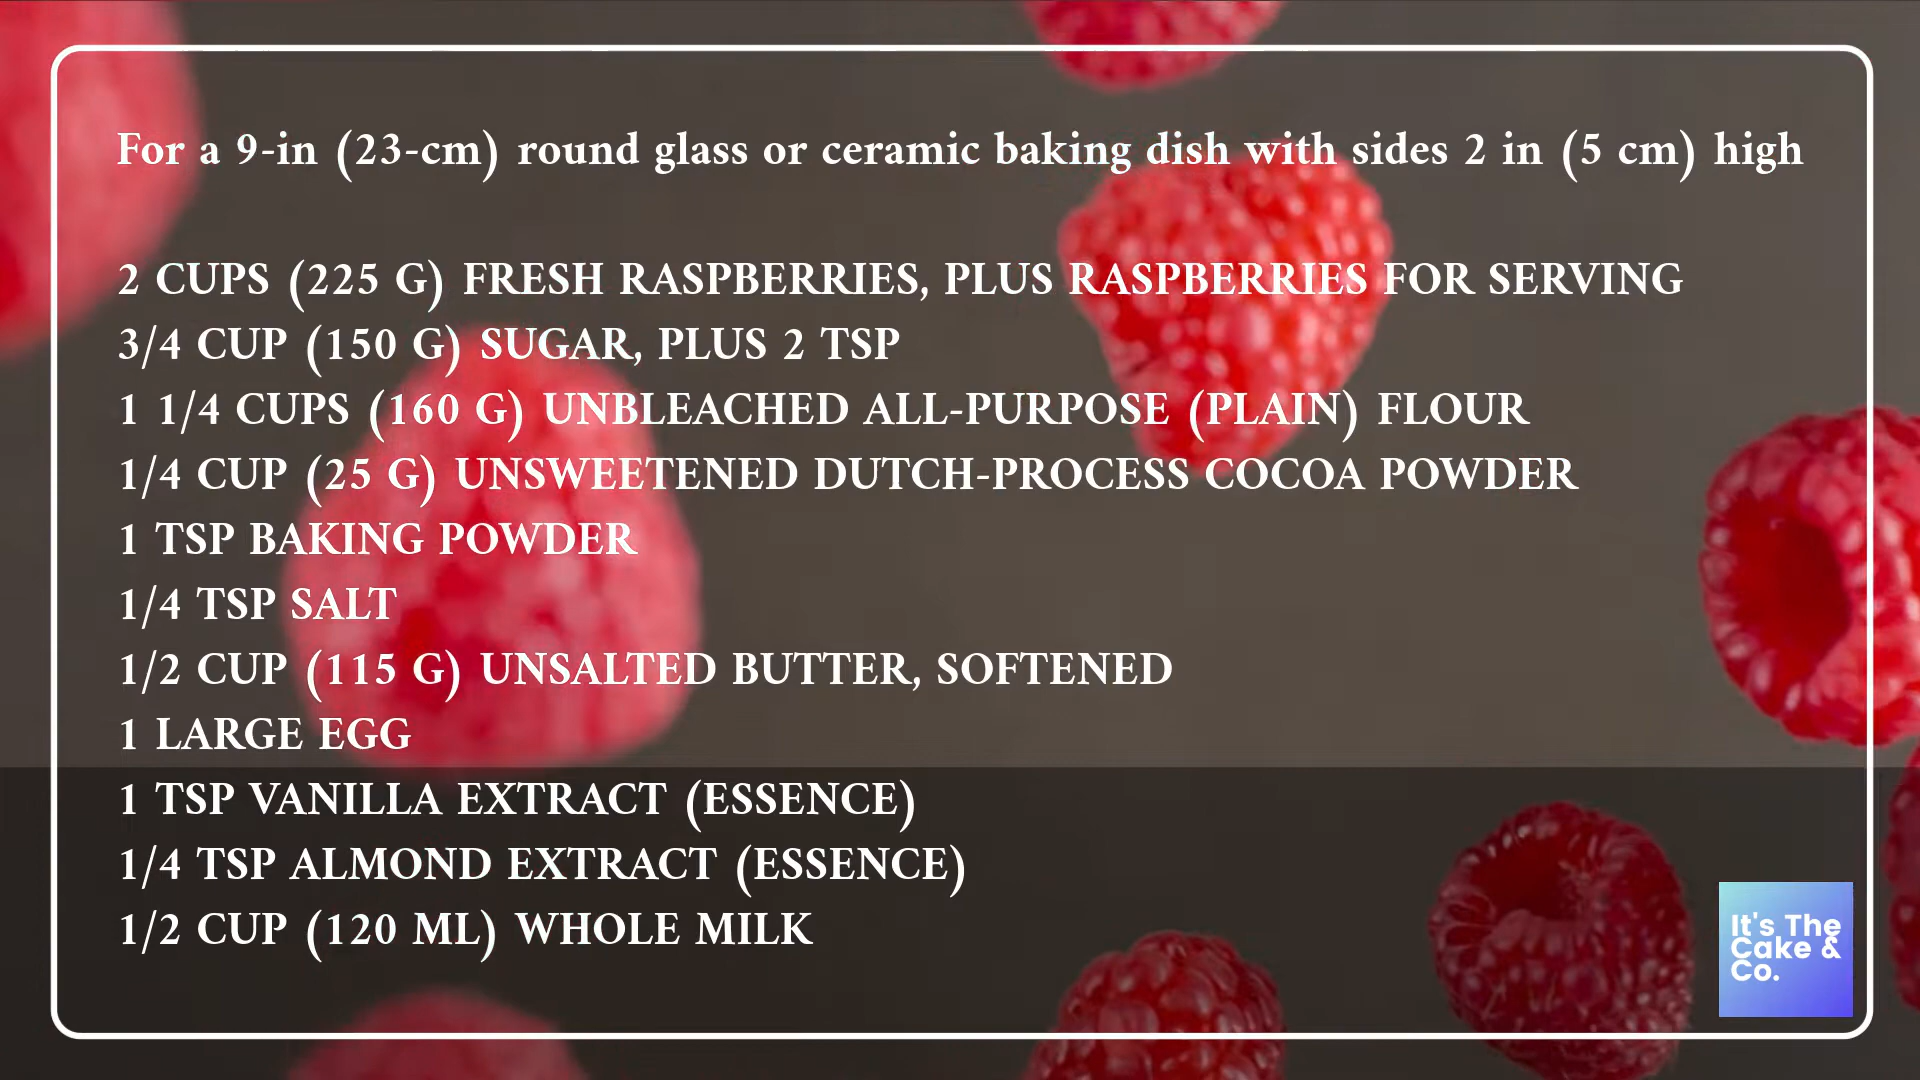 For a 9-in (23-cm) round glass or ceramic baking dish with sides 2 in (5 cm) high
2 CUPS (225 G) FRESH RASPBERRIES, PLUS RASPBERRIES FOR SERVING
3/4 CUP (150 G) SUGAR, PLUS 2 TSP
1 1/4 CUPS (160 G) UNBLEACHED ALL-PURPOSE (PLAIN) FLOUR
1/4 CUP (25 G) UNSWEETENED DUTCH-PROCESS COCOA POWDER
1 TSP BAKING POWDER
1/4 TSP SALT
1/2 CUP (115 G) UNSALTED BUTTER, SOFTENED
1 LARGE EGG
1 TSP VANILLA EXTRACT (ESSENCE)
1/4 TSP ALMOND EXTRACT (ESSENCE)
1/2 CUP (120 ML) WHOLE MILK
It's The
Cake &
Co.